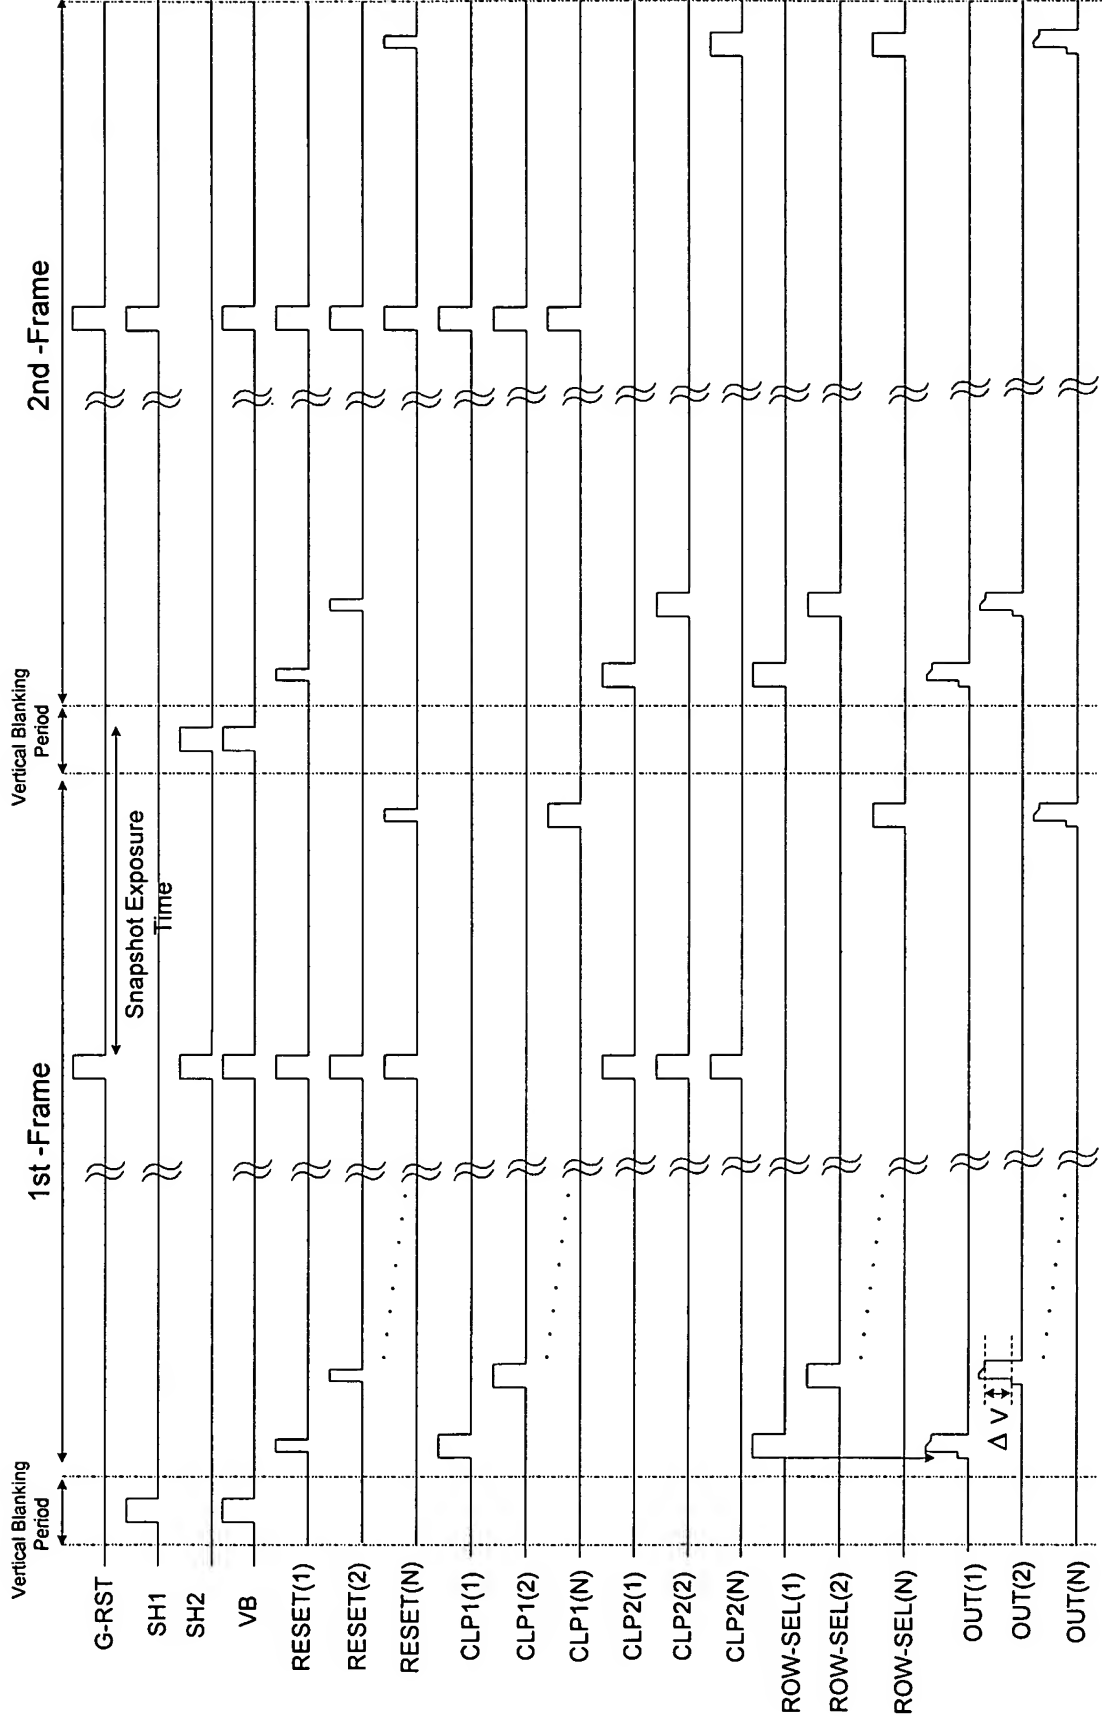 Vertical Blanking
Period
1st -Frame
Vertical Blanking
Period
2nd -Frame
Snapshot Exposure
Time
G-RST
SH1
SH2
VB
RESET(1)
RESET(2)
RESET(N)
CLP1(1)
CLP1(2)
CLP1(N)
CLP2(1)
CLP2(2)
CLP2(N)
ROW-SEL(1)
ROW-SEL(2)
ROW-SEL(N)
OUT(1)
Δ V
OUT(2)
OUT(N)